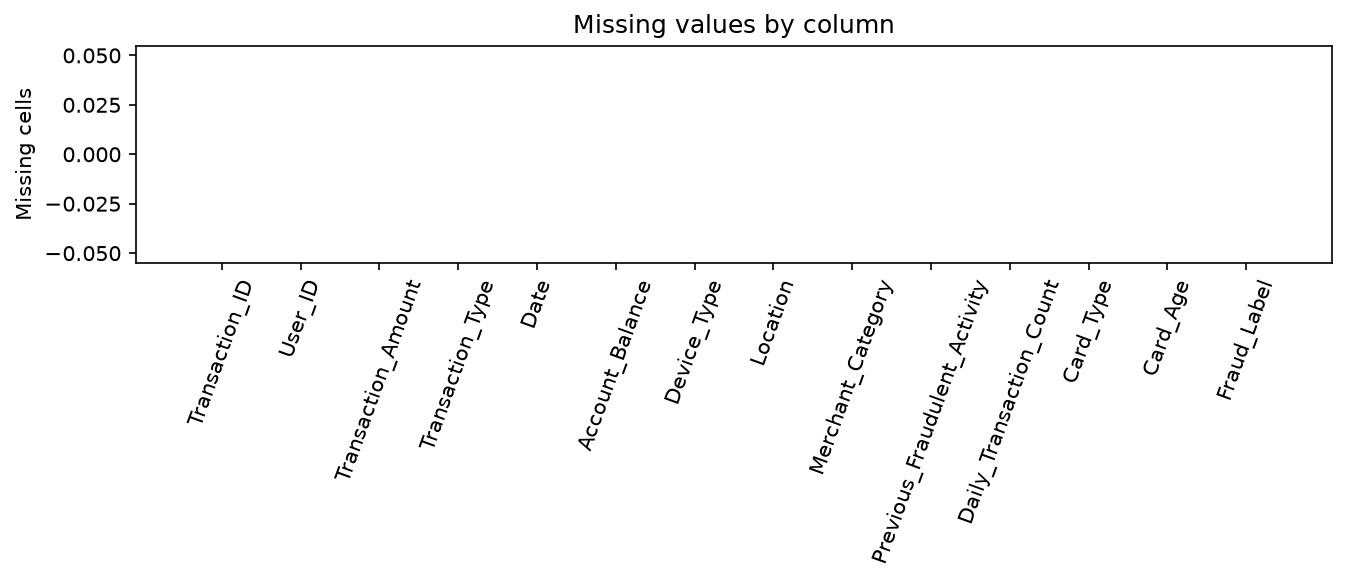 Missing values by column
Missing cells
0.050
0.025
0.000
−0.025
−0.050
Transaction_ID
User_ID
Transaction_Amount
Transaction_Type
Date
Account_Balance
Device_Type
Location
Merchant_Category
Previous_Fraudulent_Activity
Daily_Transaction_Count
Card_Type
Card_Age
Fraud_Label